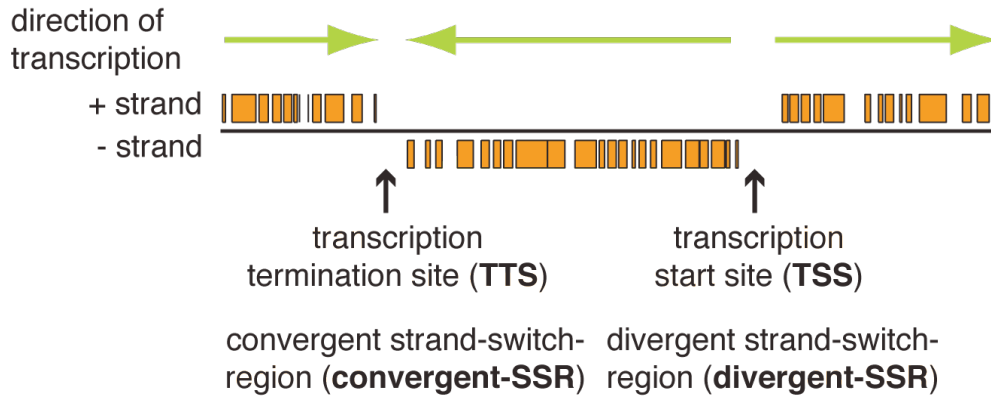 direction of
transcription
+ strand
- strand
transcription
termination site (TTS)
transcription
start site (TSS)
convergent strand-switch-
region (convergent-SSR)
divergent strand-switch-
region (divergent-SSR)